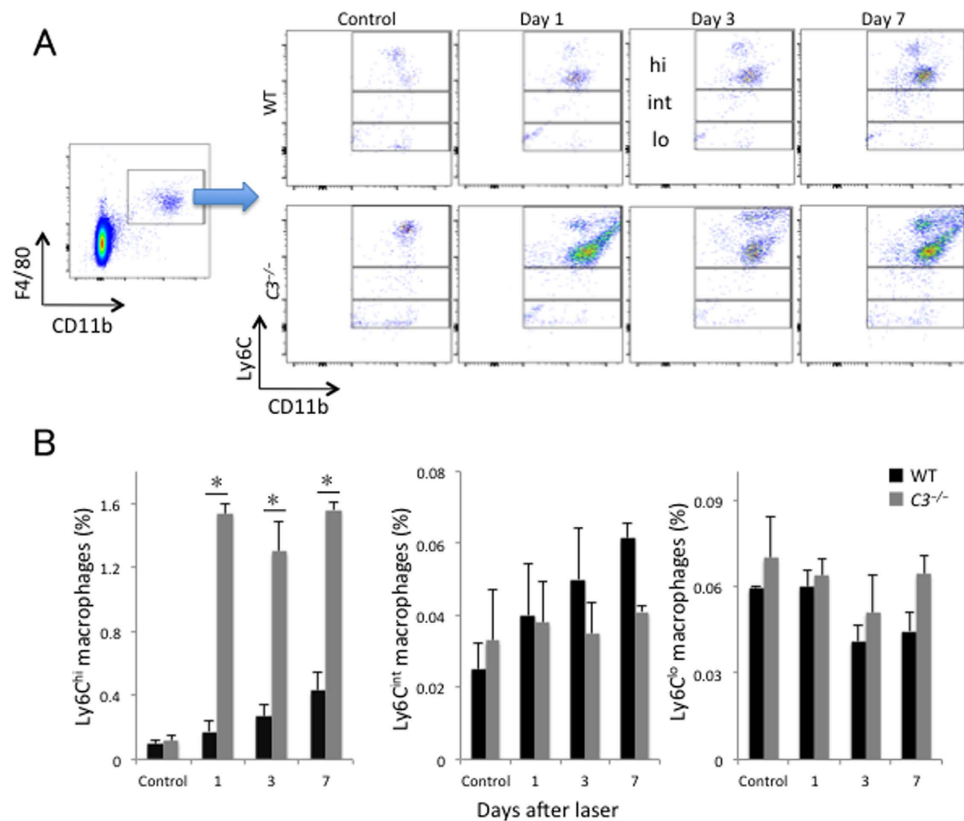 A
Control Day 1 Day 3 Day 7
WT
hi
int
lo
F4/80
CD11b
C3⁻/⁻
Ly6C
CD11b
B
Ly6Cʰⁱ macrophages (%)
1.6
1.2
0.8
0.4
0
* * *
Control 1 3 7
Ly6Cⁱⁿᵗ macrophages (%)
0.08
0.06
0.04
0.02
0
Control 1 3 7
Ly6Cˡᵒ macrophages (%)
0.09
0.06
0.03
0
Control 1 3 7
WT
C3⁻/⁻
Days after laser